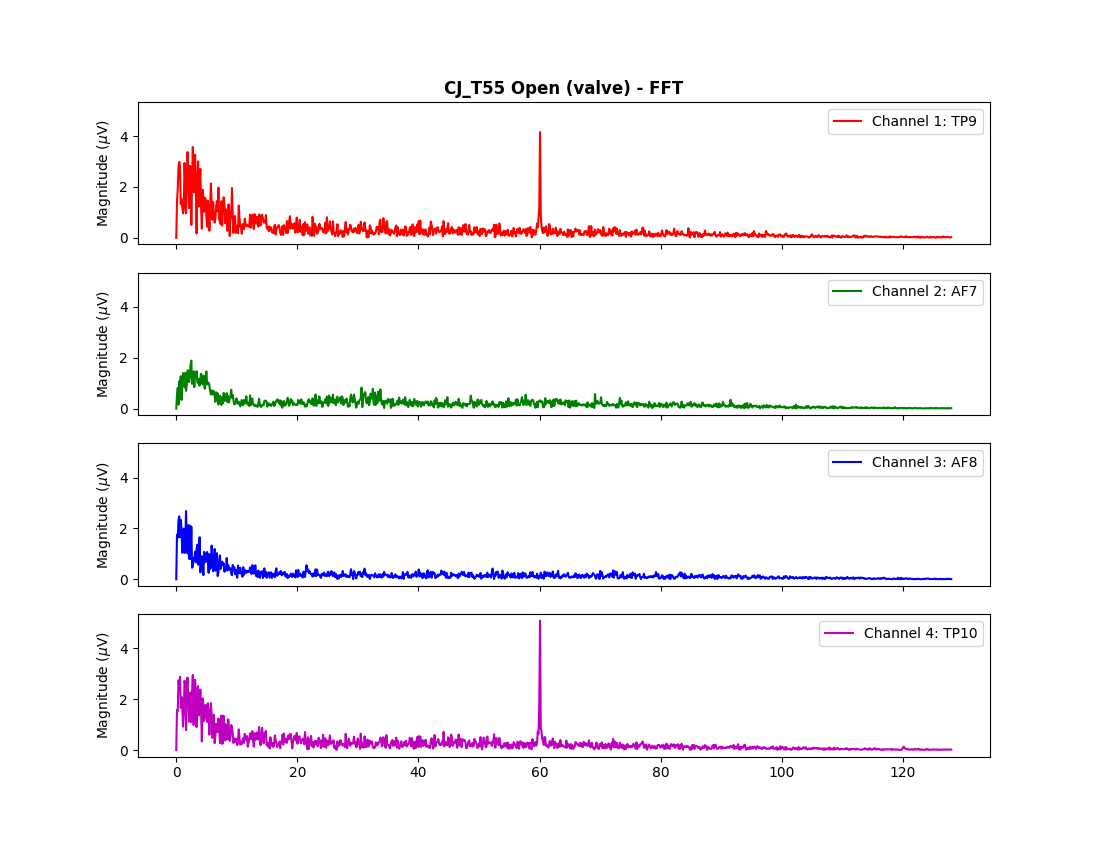 CJ_T55 Open (valve) - FFT
Magnitude (μV)
4
2
0
Channel 1: TP9
Magnitude (μV)
4
2
0
Channel 2: AF7
Magnitude (μV)
4
2
0
Channel 3: AF8
Magnitude (μV)
4
2
0
Channel 4: TP10
0 20 40 60 80 100 120